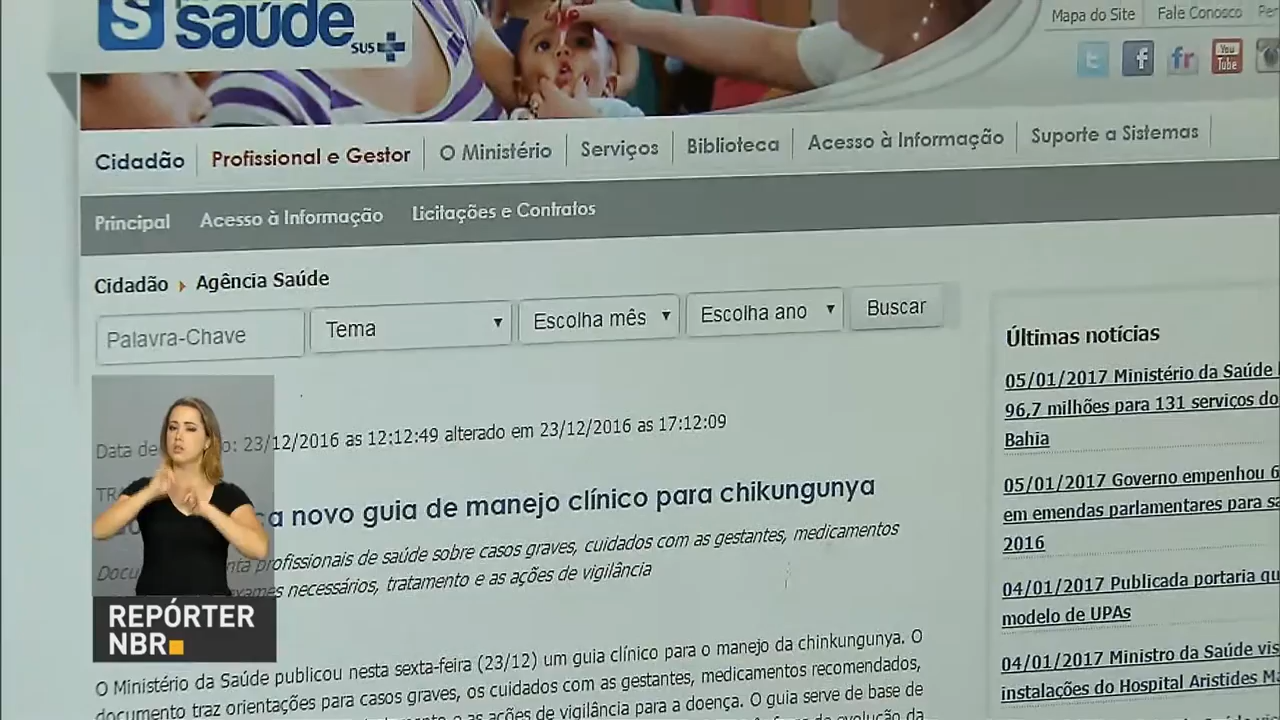 saúde
SUS
Mapa do Site
Fale Conosco
You
Tube
Cidadão
Profissional e Gestor
O Ministério
Serviços
Biblioteca
Acesso à Informação
Suporte a Sistemas
Principal
Acesso à Informação
Licitações e Contratos
Cidadão
Agência Saúde
Palavra-Chave
Tema
Escolha mês
Escolha ano
Buscar
Data de 23/12/2016 as 12:12:49 alterado em 23/12/2016 as 17:12:09
novo guia de manejo clínico para chikungunya
profissionais de saúde sobre casos graves, cuidados com as gestantes, medicamentos
necessários, tratamento e as ações de vigilância
O Ministério da Saúde publicou nesta sexta-feira (23/12) um guia clínico para o manejo da chinkungunya. O
documento traz orientações para casos graves, os cuidados com as gestantes, medicamentos recomendados,
e as ações de vigilância para a doença. O guia serve de base de
evolução da
Últimas notícias
05/01/2017 Ministério da Saúde
96,7 milhões para 131 serviços do
Bahia
05/01/2017 Governo empenhou 6
em emendas parlamentares para
2016
04/01/2017 Publicada portaria
modelo de UPAs
04/01/2017 Ministro da Saúde
instalações do Hospital Aristides
REPÓRTER
NBR